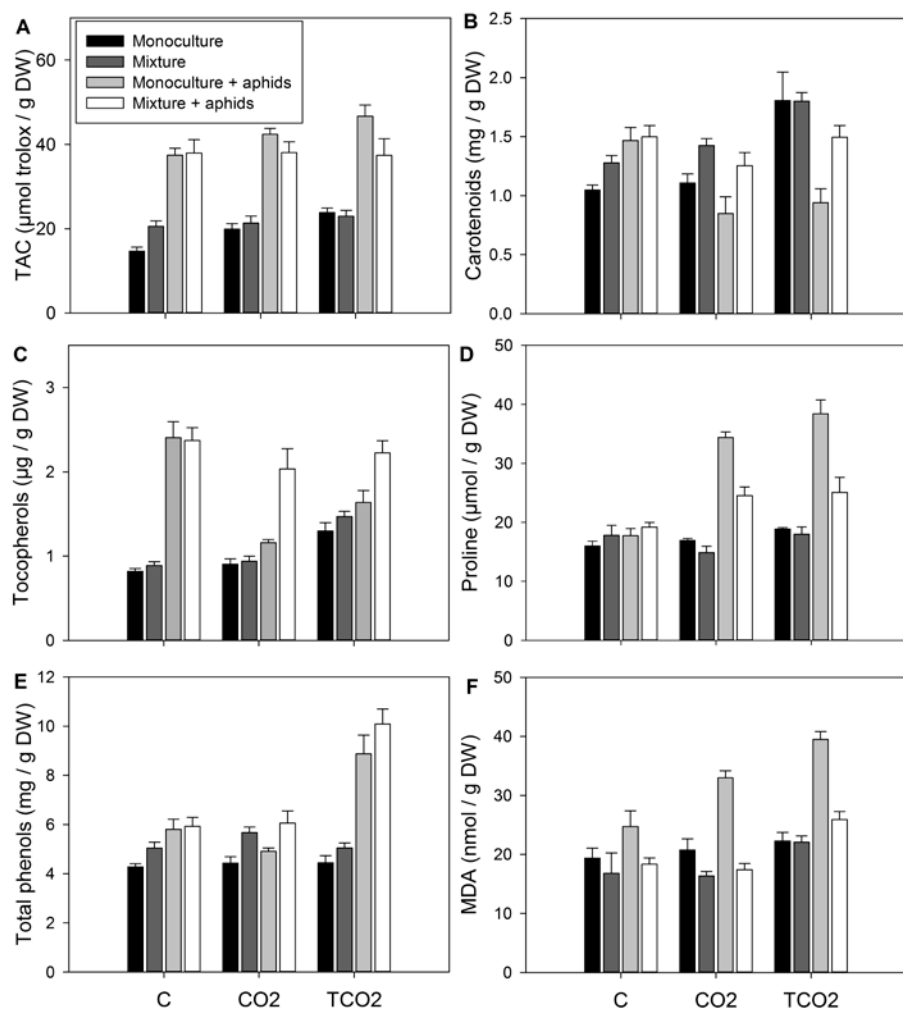 A
TAC (µmol trolox / g DW)
60
40
20
0
Monoculture
Mixture
Monoculture + aphids
Mixture + aphids
B
Carotenoids (mg / g DW)
2.5
2.0
1.5
1.0
0.5
0.0
C
Tocopherols (µg / g DW)
3
2
1
0
D
Proline (µmol / g DW)
50
40
30
20
10
0
E
Total phenols (mg / g DW)
12
10
8
6
4
2
0
C CO2 TCO2
F
MDA (nmol / g DW)
50
40
30
20
10
0
C CO2 TCO2